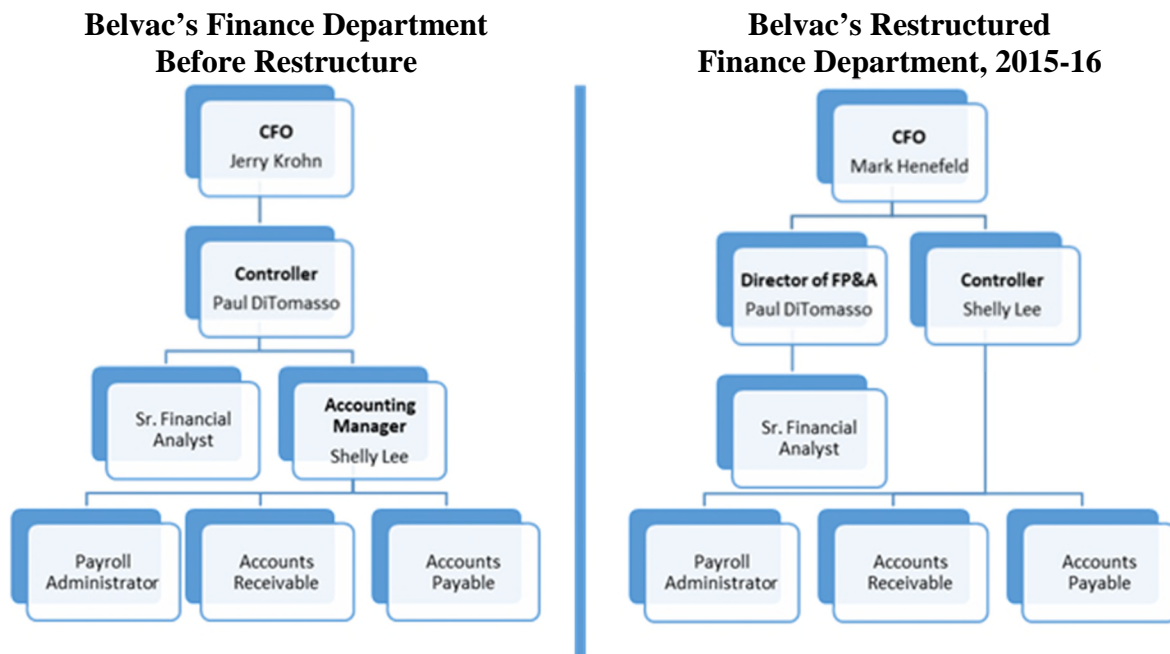 Belvac's Finance Department
Before Restructure
CFO
Jerry Krohn
Controller
Paul DiTomasso
Sr. Financial
Analyst
Accounting
Manager
Shelly Lee
Payroll
Administrator
Accounts
Receivable
Accounts
Payable
Belvac's Restructured
Finance Department, 2015-16
CFO
Mark Henefeld
Director of FP&A
Paul DiTomasso
Controller
Shelly Lee
Sr. Financial
Analyst
Payroll
Administrator
Accounts
Receivable
Accounts
Payable